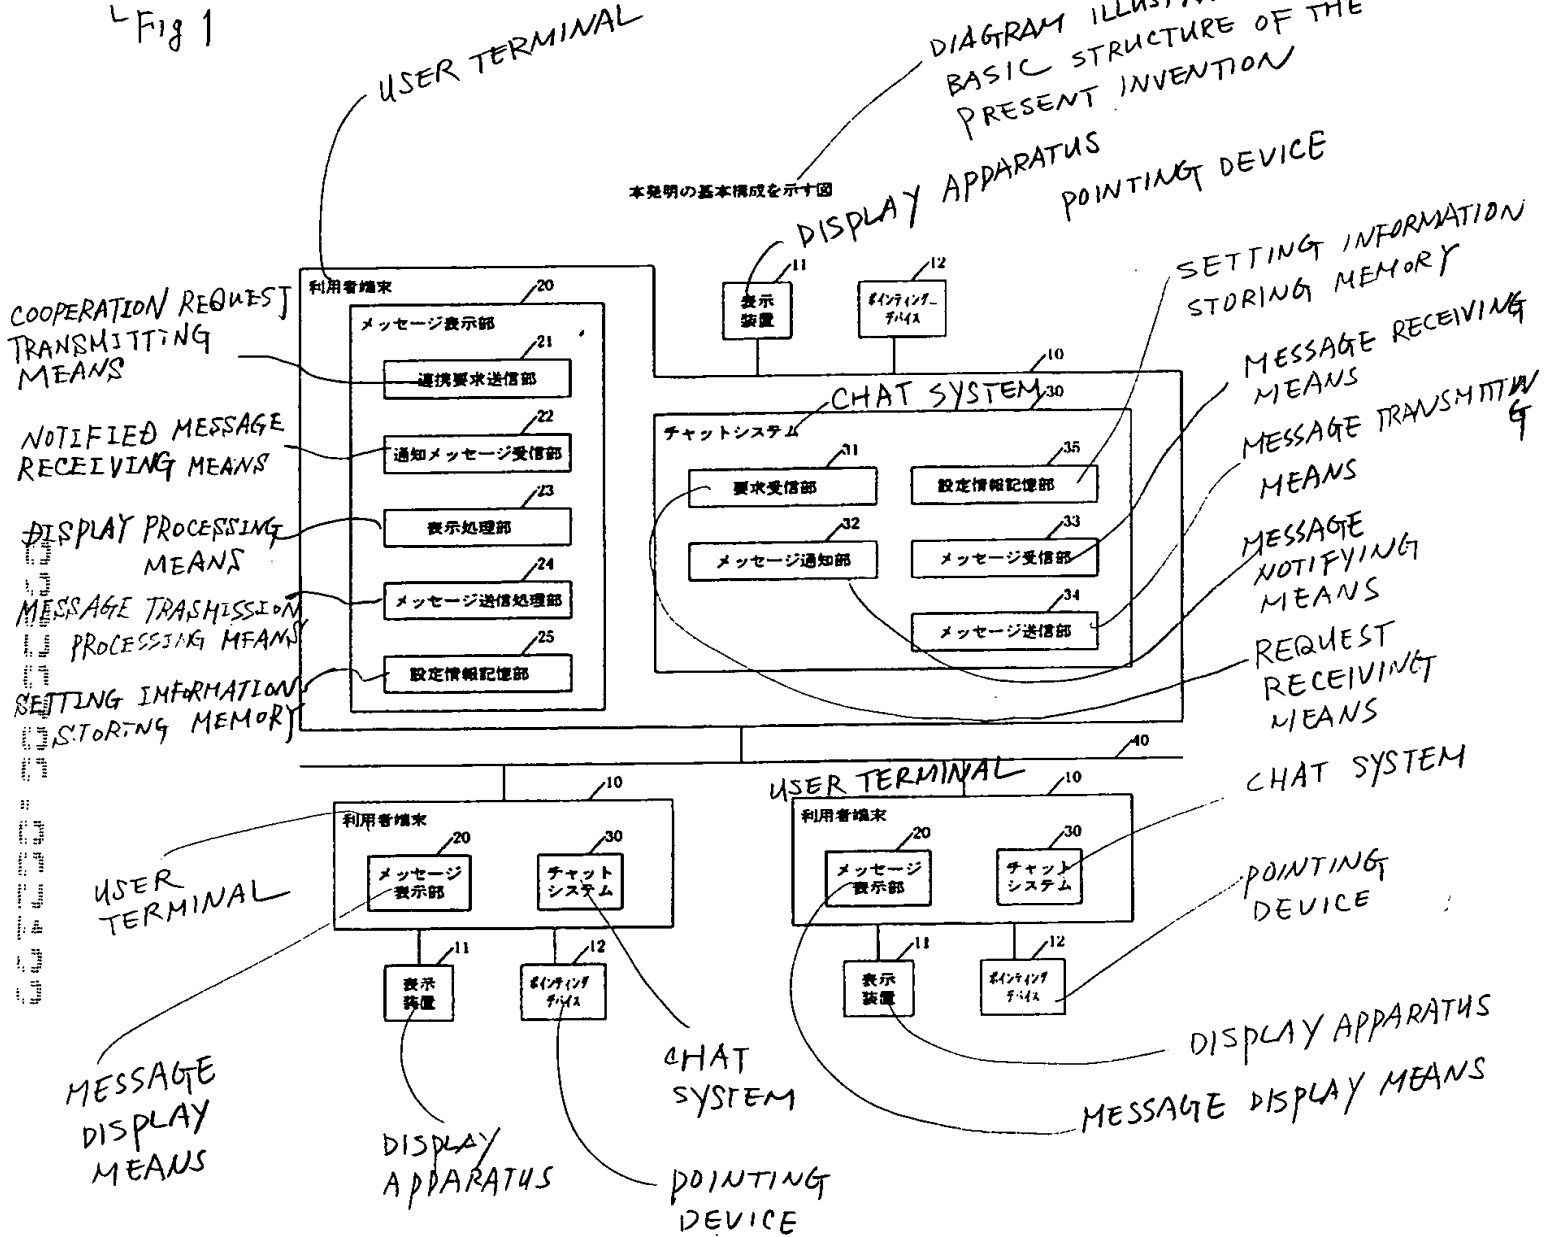 Fig 1
USER TERMINAL
DIAGRAM
BASIC STRUCTURE OF THE
PRESENT INVENTION
本発明の基本構成を示す図
DISPLAY APPARATUS
POINTING DEVICE
SETTING INFORMATION
STORING MEMORY
利用者端末
20
メッセージ表示部
11
表示
装置
12
ポインティング
デバイス
COOPERATION REQUEST
TRANSMITTING
MEANS
21
連携要求送信部
10
CHAT SYSTEM
30
チャットシステム
MESSAGE RECEIVING
MEANS
NOTIFIED MESSAGE
RECEIVING MEANS
22
通知メッセージ受信部
31
要求受信部
35
設定情報記憶部
MESSAGE TRANSMITTING
MEANS
DISPLAY PROCESSING
MEANS
23
表示処理部
32
メッセージ通知部
33
メッセージ受信部
MESSAGE
NOTIFYING
MEANS
MESSAGE TRASMISSION
PROCESSING MEANS
24
メッセージ送信処理部
34
メッセージ送信部
REQUEST
RECEIVING
MEANS
SETTING INFORMATION
STORING MEMORY
25
設定情報記憶部
40
USER TERMINAL
CHAT SYSTEM
10
利用者端末
20
メッセージ
表示部
30
チャット
システム
10
利用者端末
20
メッセージ
表示部
30
チャット
システム
USER
TERMINAL
POINTING
DEVICE
11
表示
装置
12
ポインティング
デバイス
11
表示
装置
12
ポインティング
デバイス
MESSAGE
DISPLAY
MEANS
DISPLAY
APPARATUS
CHAT
SYSTEM
POINTING
DEVICE
DISPLAY APPARATUS
MESSAGE DISPLAY MEANS